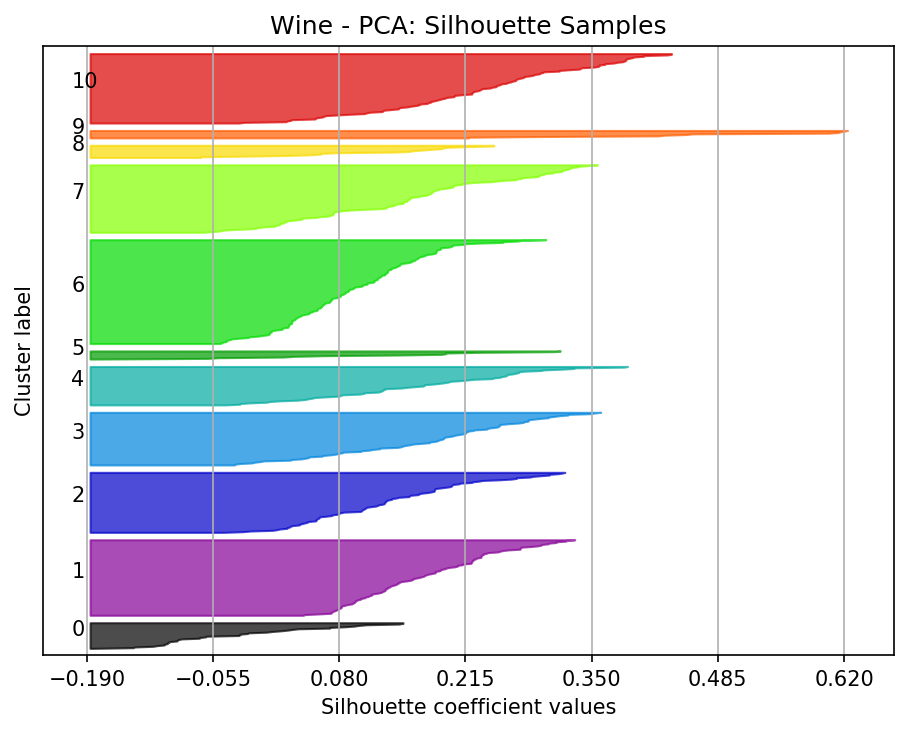 Wine - PCA: Silhouette Samples
10
9
8
7
6
5
4
3
2
1
0
Cluster label
−0.190 −0.055 0.080 0.215 0.350 0.485 0.620
Silhouette coefficient values